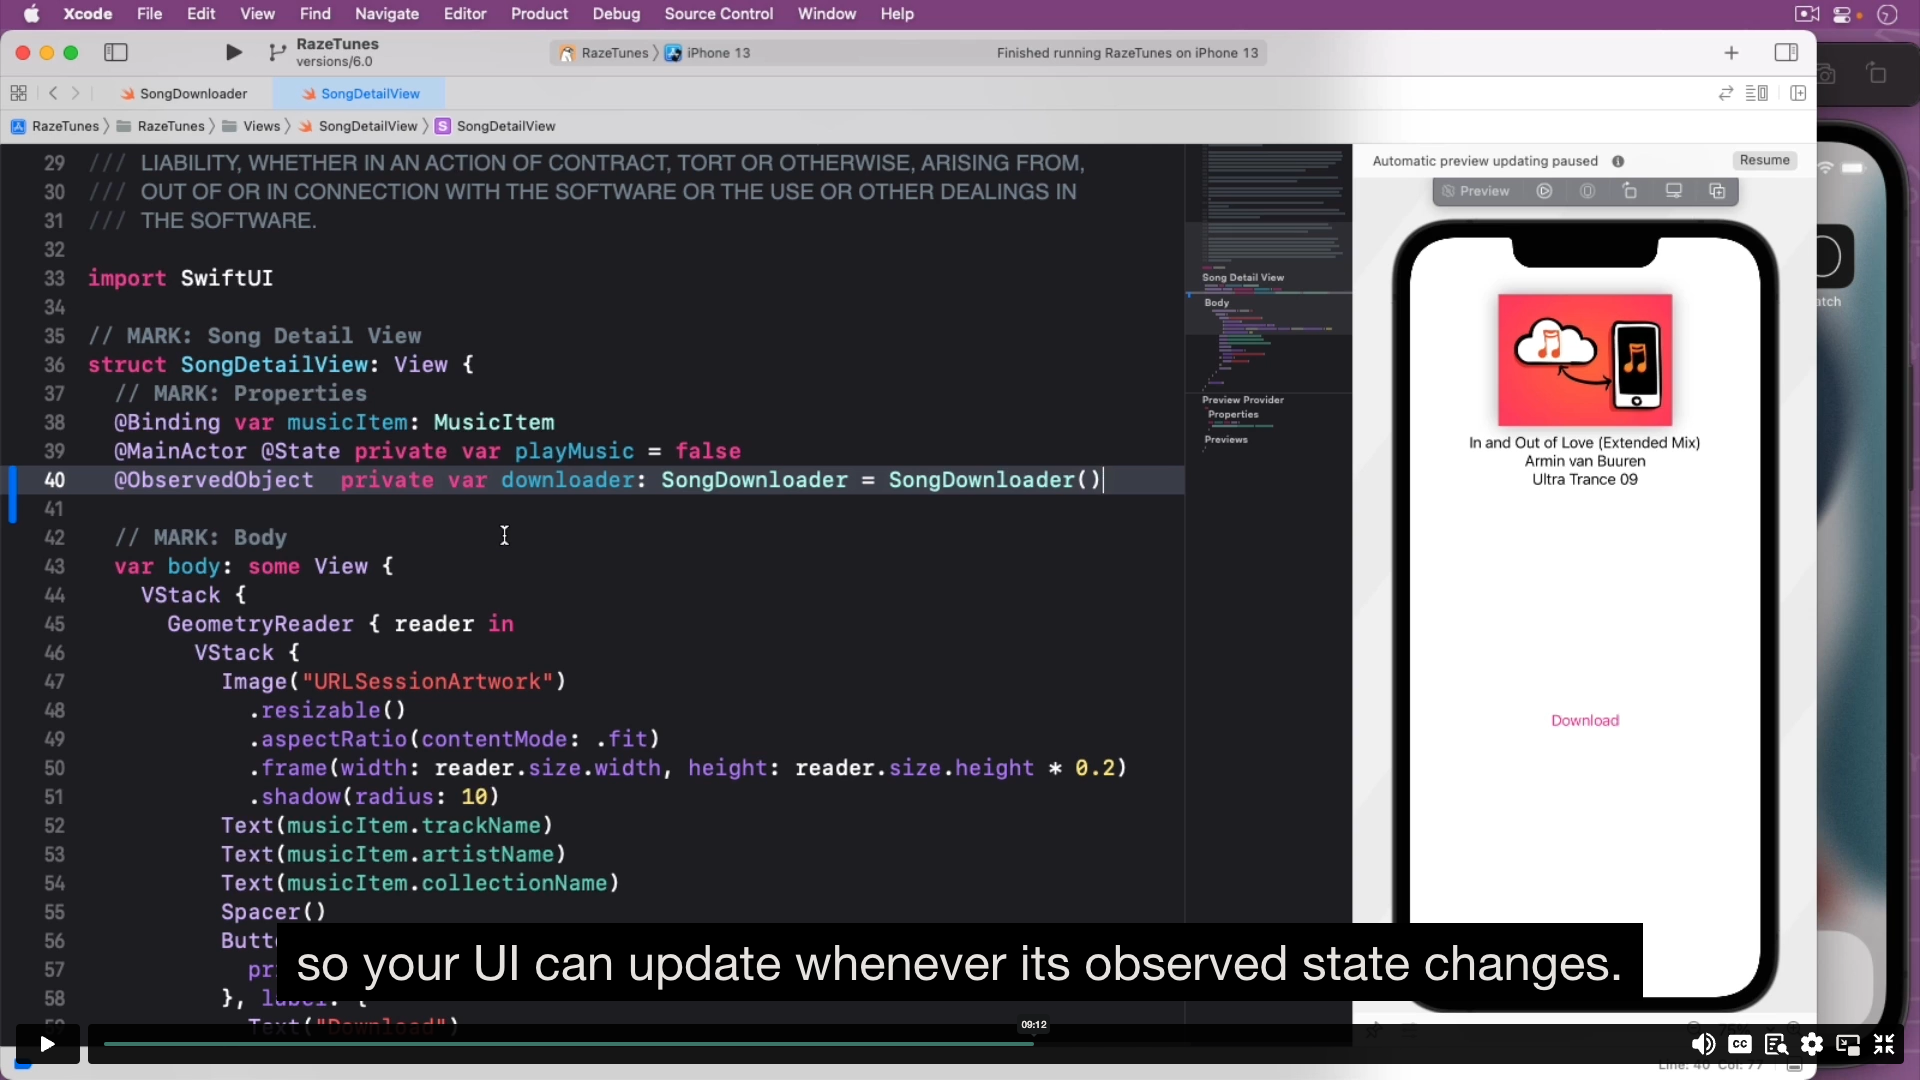 Xcode File Edit View Find Navigate Editor Product Debug Source Control Window Help
RazeTunes
versions/6.0
RazeTunes 〉 iPhone 13
Finished running RazeTunes on iPhone 13
SongDownloader
SongDetailView
RazeTunes 〉 RazeTunes 〉 Views 〉 SongDetailView 〉 S SongDetailView
29 /// LIABILITY, WHETHER IN AN ACTION OF CONTRACT, TORT OR OTHERWISE, ARISING FROM,
30 /// OUT OF OR IN CONNECTION WITH THE SOFTWARE OR THE USE OR OTHER DEALINGS IN
31 /// THE SOFTWARE.
32
33 import SwiftUI
34
35 // MARK: Song Detail View
36 struct SongDetailView: View {
37 // MARK: Properties
38 @Binding var musicItem: MusicItem
39 @MainActor @State private var playMusic = false
40 @ObservedObject  private var downloader: SongDownloader = SongDownloader()
41
42 // MARK: Body
43 var body: some View {
44 VStack {
45 GeometryReader { reader in
46 VStack {
47 Image("URLSessionArtwork")
48 .resizable()
49 .aspectRatio(contentMode: .fit)
50 .frame(width: reader.size.width, height: reader.size.height * 0.2)
51 .shadow(radius: 10)
52 Text(musicItem.trackName)
53 Text(musicItem.artistName)
54 Text(musicItem.collectionName)
55 Spacer()
56 Butt
57 pr
58 }, label: {
Text("Download")
Song Detail View
Body
Preview Provider
Properties
Previews
Automatic preview updating paused
Resume
Preview
In and Out of Love (Extended Mix)
Armin van Buuren
Ultra Trance 09
Download
atch
so your UI can update whenever its observed state changes.
09:12
CC
Line: 40 Col: 77